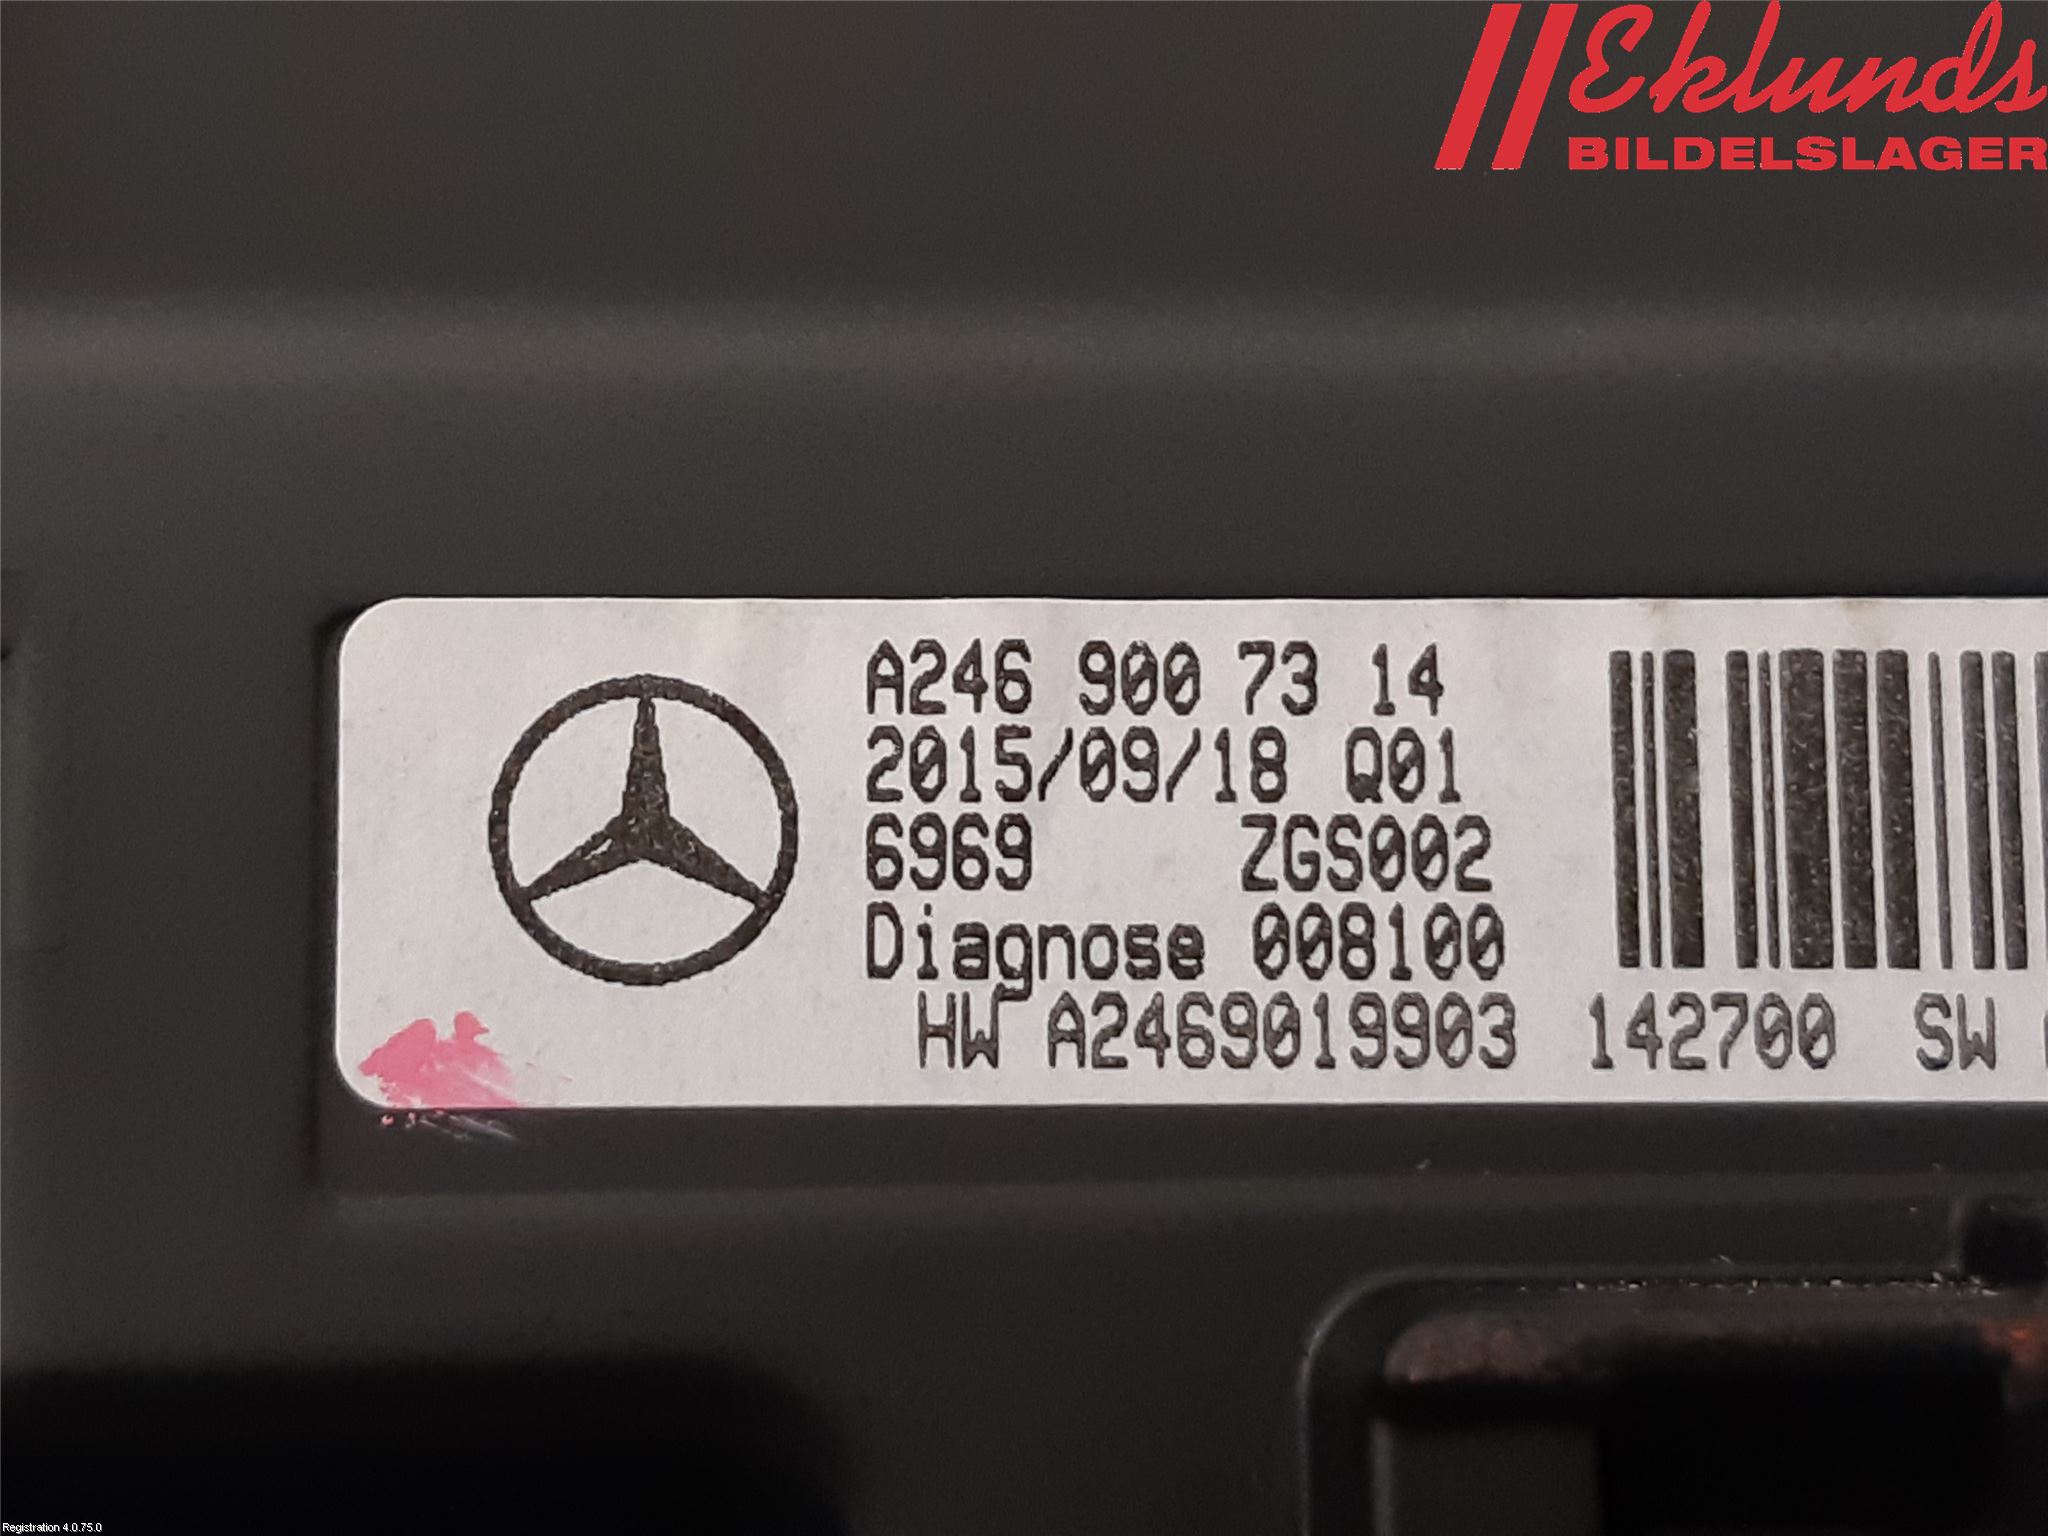 Eklunds
BILDELSLAGER
A246 900 73 14
2015/09/18 Q01
6969 ZGS002
Diagnose 008100
HW A2469019903 142700 SW
Registration 4.0.75.0